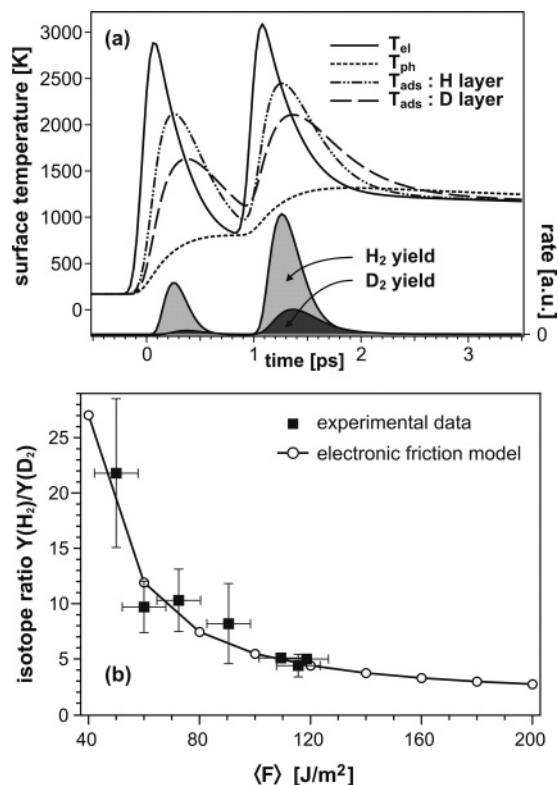 (a)
T_el
T_ph
T_ads : H layer
T_ads : D layer
surface temperature [K]
3000
2500
2000
1500
1000
500
0
H₂ yield
D₂ yield
rate [a.u.]
0
0
1
2
3
time [ps]
experimental data
electronic friction model
isotope ratio Y(H₂)/Y(D₂)
25
20
15
10
5
0
(b)
40
80
120
160
200
⟨F⟩ [J/m²]